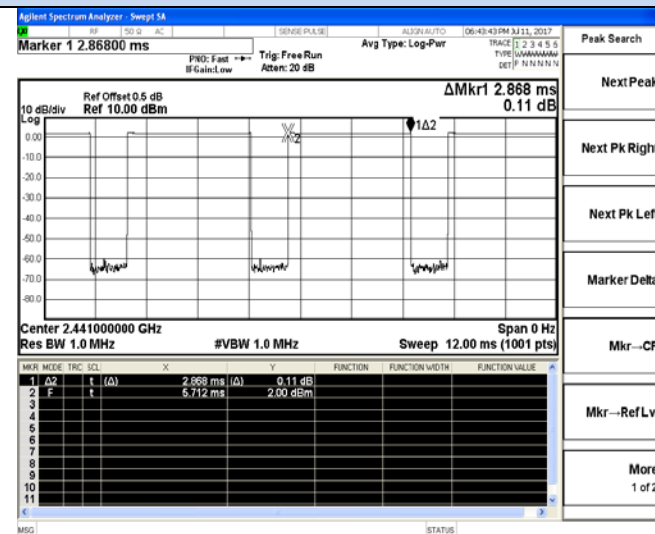 Agilent Spectrum Analyzer - Swept SA
RF 50 Ω AC SENSE:PULSE ALIGN AUTO 06:43:43 PM Jul 11, 2017
Marker 1 2.86800 ms
PNO: Fast
IFGain:Low
Trig: Free Run
Atten: 20 dB
Avg Type: Log-Pwr
TRACE 1 2 3 4 5 6
TYPE
DET P N N N N N
Ref Offset 0.5 dB
10 dB/div Ref 10.00 dBm
ΔMkr1 2.868 ms
0.11 dB
Log
0.00
-10.0
-20.0
-30.0
-40.0
-50.0
-60.0
-70.0
-80.0
2
1Δ2
Center 2.441000000 GHz Span 0 Hz
Res BW 1.0 MHz #VBW 1.0 MHz Sweep 12.00 ms (1001 pts)
MKR MODE TRC SCL X Y FUNCTION FUNCTION WIDTH FUNCTION VALUE
1 Δ2 t (Δ) 2.868 ms (Δ) 0.11 dB
2 F t 5.712 ms 2.00 dBm
3
4
5
6
7
8
9
10
11
MSG STATUS
Peak Search
Next Peak
Next Pk Righ
Next Pk Lef
Marker Delta
Mkr→CF
Mkr→Ref Lv
More
1 of 2